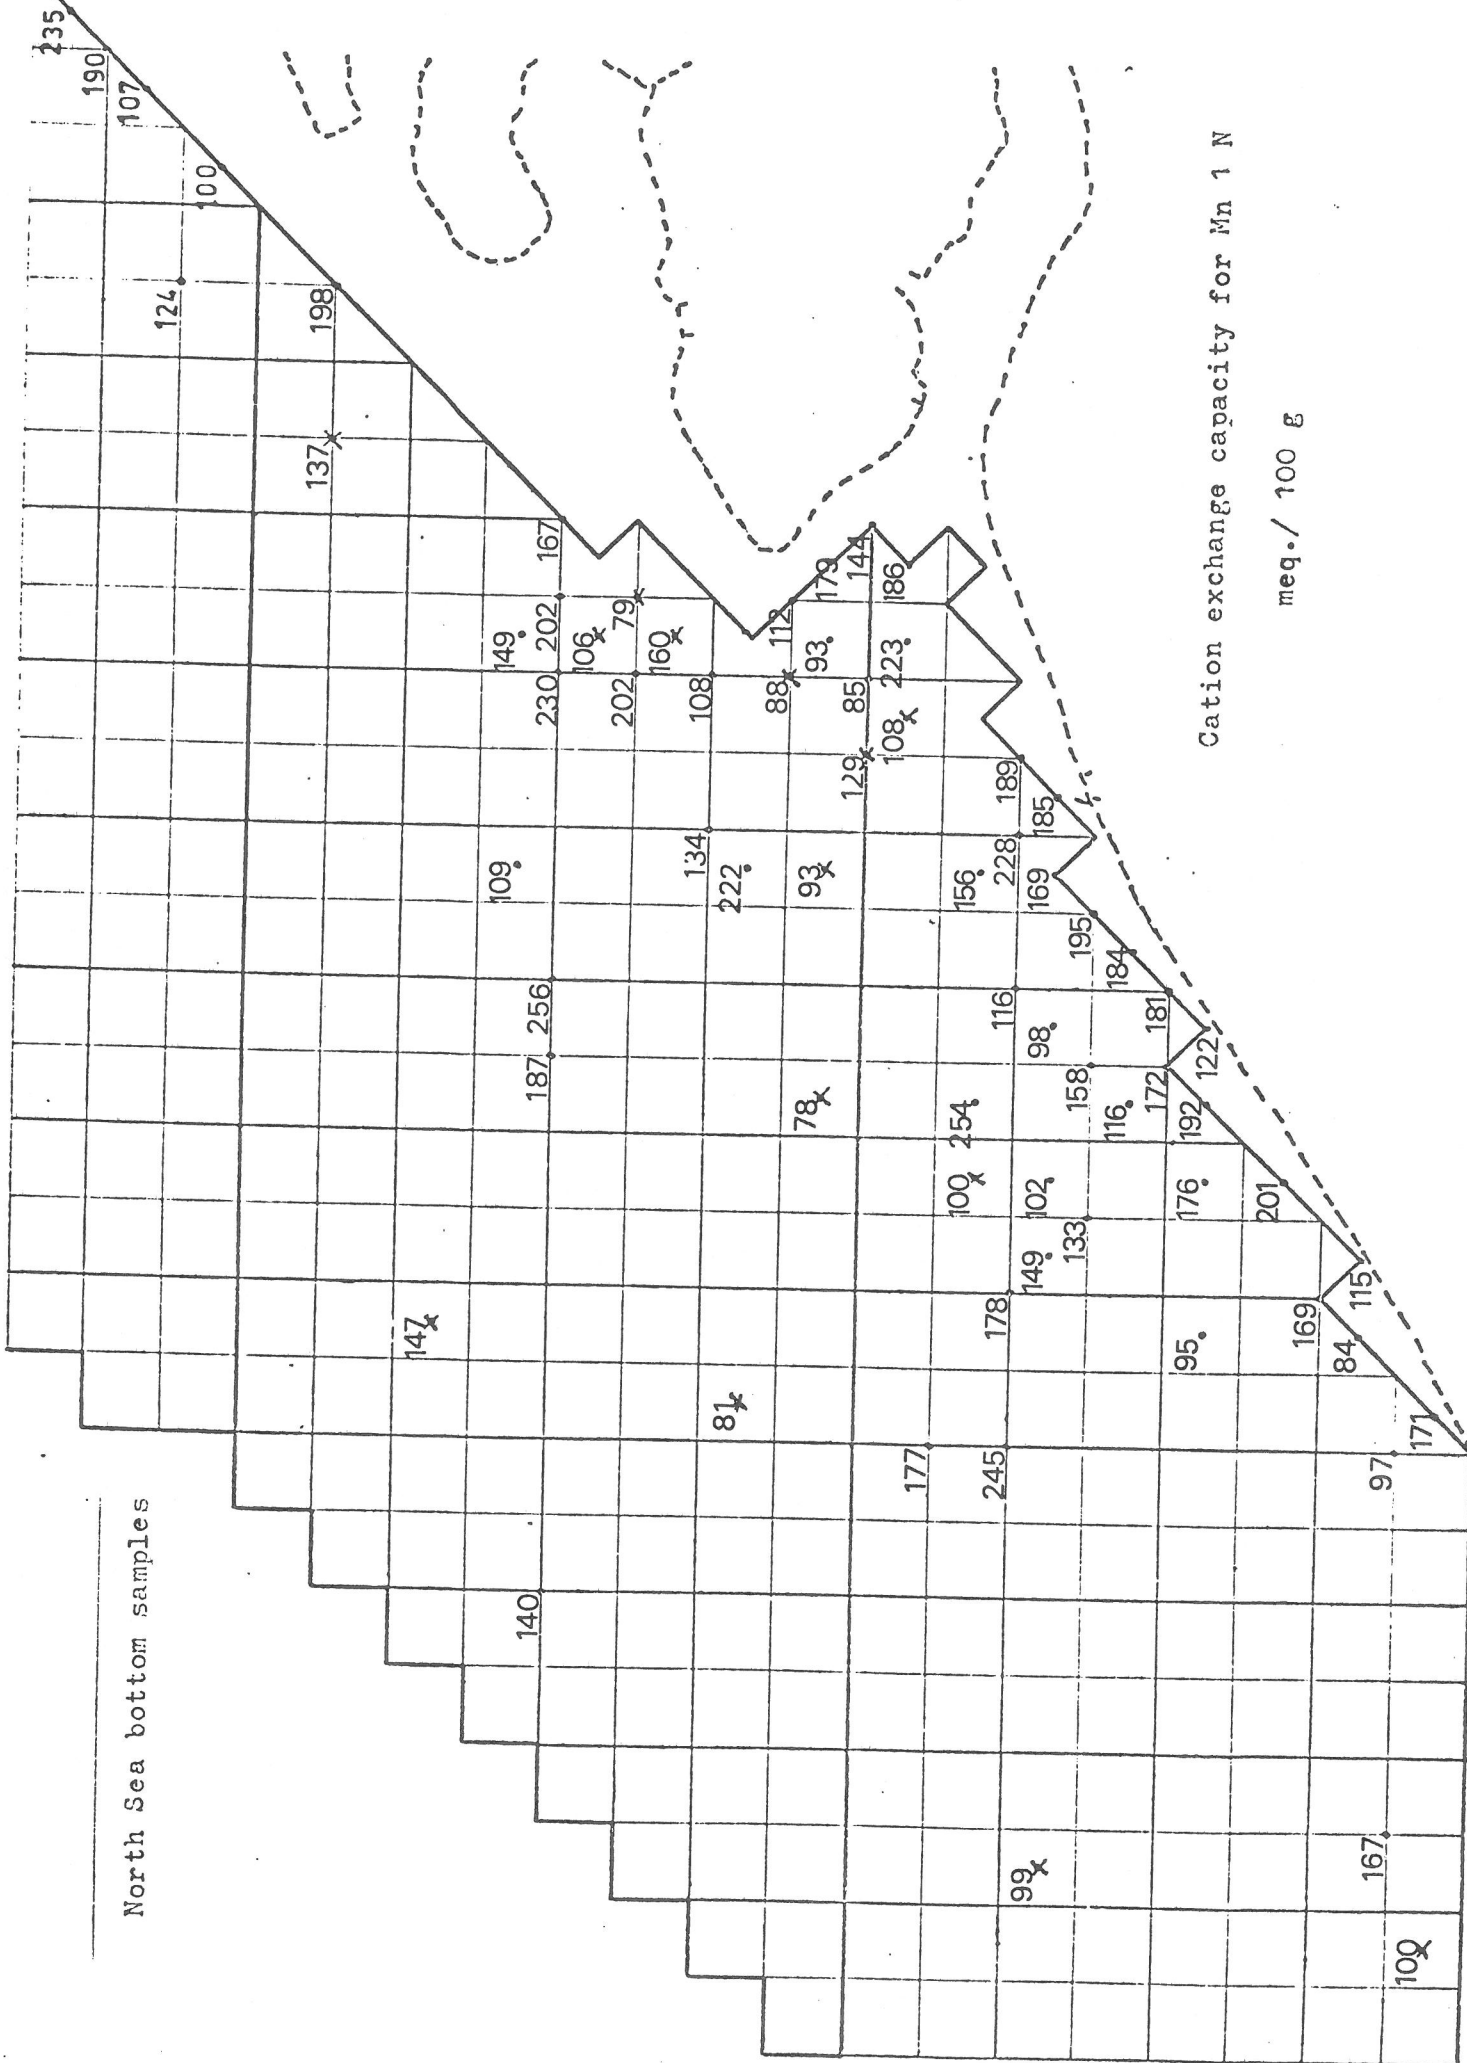 235
190
107
North Sea bottom samples
124
100
137 198
147
109 149
140 187 256 230 202 167
106
202 79
160
134 108
81 222
88 112
78 93 93
179
129 85 144
108 223 186
177
100 254 156
245 178 116 228 189
99 149 102 98 169 185
133 158 195
116 184
172 181
95 176 192
122
Cation exchange capacity for Mn 1 N
201
meq./ 100 g
169
84 115
167 97
100 171